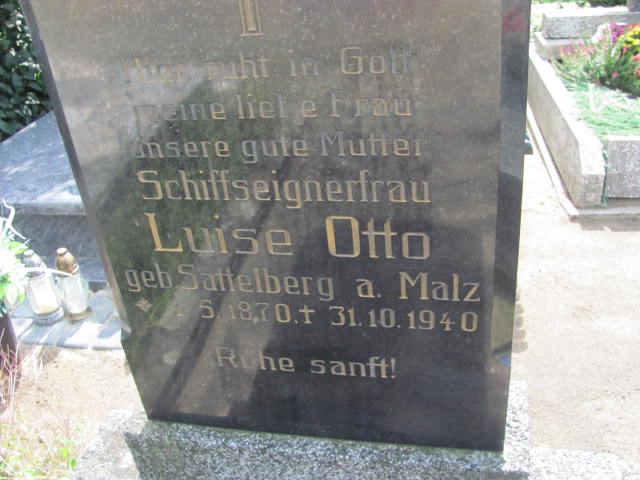 Hier ruht in Gott
meine liebe Frau
unsere gute Mutter
Schiffseignerfrau
Luise Otto
geb Sattelberg a. Malz
* 4.5.1870, † 31.10.1940
Ruhe sanft!